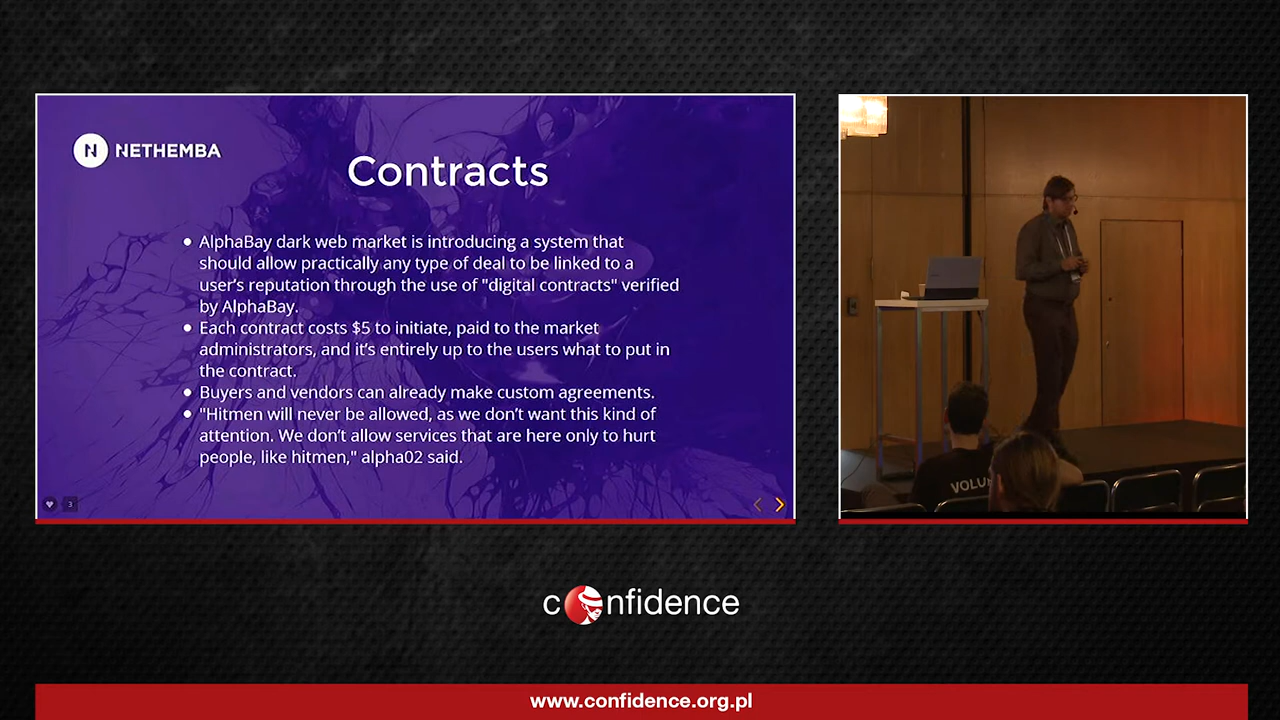 N NETHEMBA
Contracts
● AlphaBay dark web market is introducing a system that
should allow practically any type of deal to be linked to a
user’s reputation through the use of "digital contracts" verified
by AlphaBay.
● Each contract costs $5 to initiate, paid to the market
administrators, and it’s entirely up to the users what to put in
the contract.
● Buyers and vendors can already make custom agreements.
● "Hitmen will never be allowed, as we don’t want this kind of
attention. We don’t allow services that are here only to hurt
people, like hitmen," alpha02 said.
3
confidence
www.confidence.org.pl